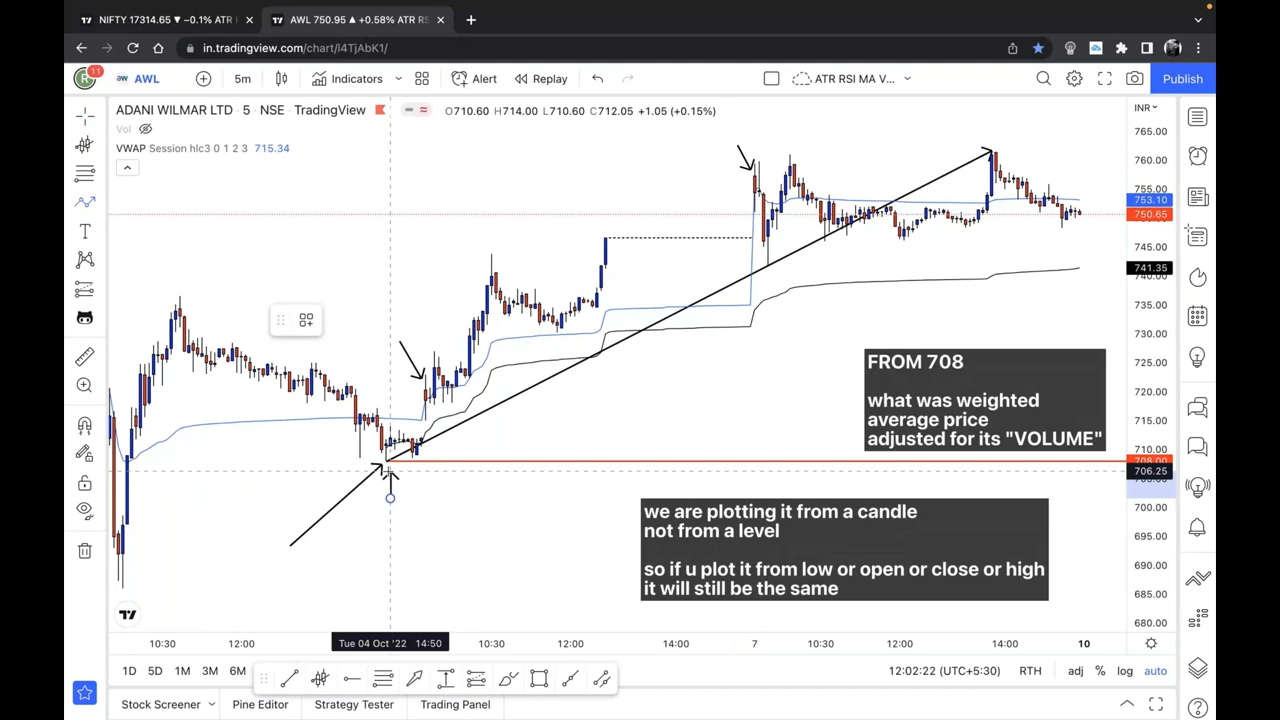 NIFTY 17314.65 ▼ −0.1% ATR
AWL 750.95 ▲ +0.58% ATR RS
in.tradingview.com/chart/I4TjAbK1/
11
AWL
5m
Indicators
Alert
Replay
ATR RSI MA V...
Publish
ADANI WILMAR LTD · 5 · NSE · TradingView
O710.60 H714.00 L710.60 C712.05 +1.05 (+0.15%)
INR
Vol
VWAP Session hlc3 0 1 2 3 715.34
765.00
760.00
755.00
753.10
750.65
745.00
741.35
740.00
735.00
730.00
725.00
720.00
715.00
710.00
708.00
706.25
700.00
695.00
690.00
685.00
680.00
FROM 708
what was weighted
average price
adjusted for its "VOLUME"
we are plotting it from a candle
not from a level
so if u plot it from low or open or close or high
it will still be the same
10:30 12:00 Tue 04 Oct '22 14:50 10:30 12:00 14:00 7 10:30 12:00 14:00 10
1D 5D 1M 3M 6M
12:02:22 (UTC+5:30) RTH adj % log auto
Stock Screener Pine Editor Strategy Tester Trading Panel